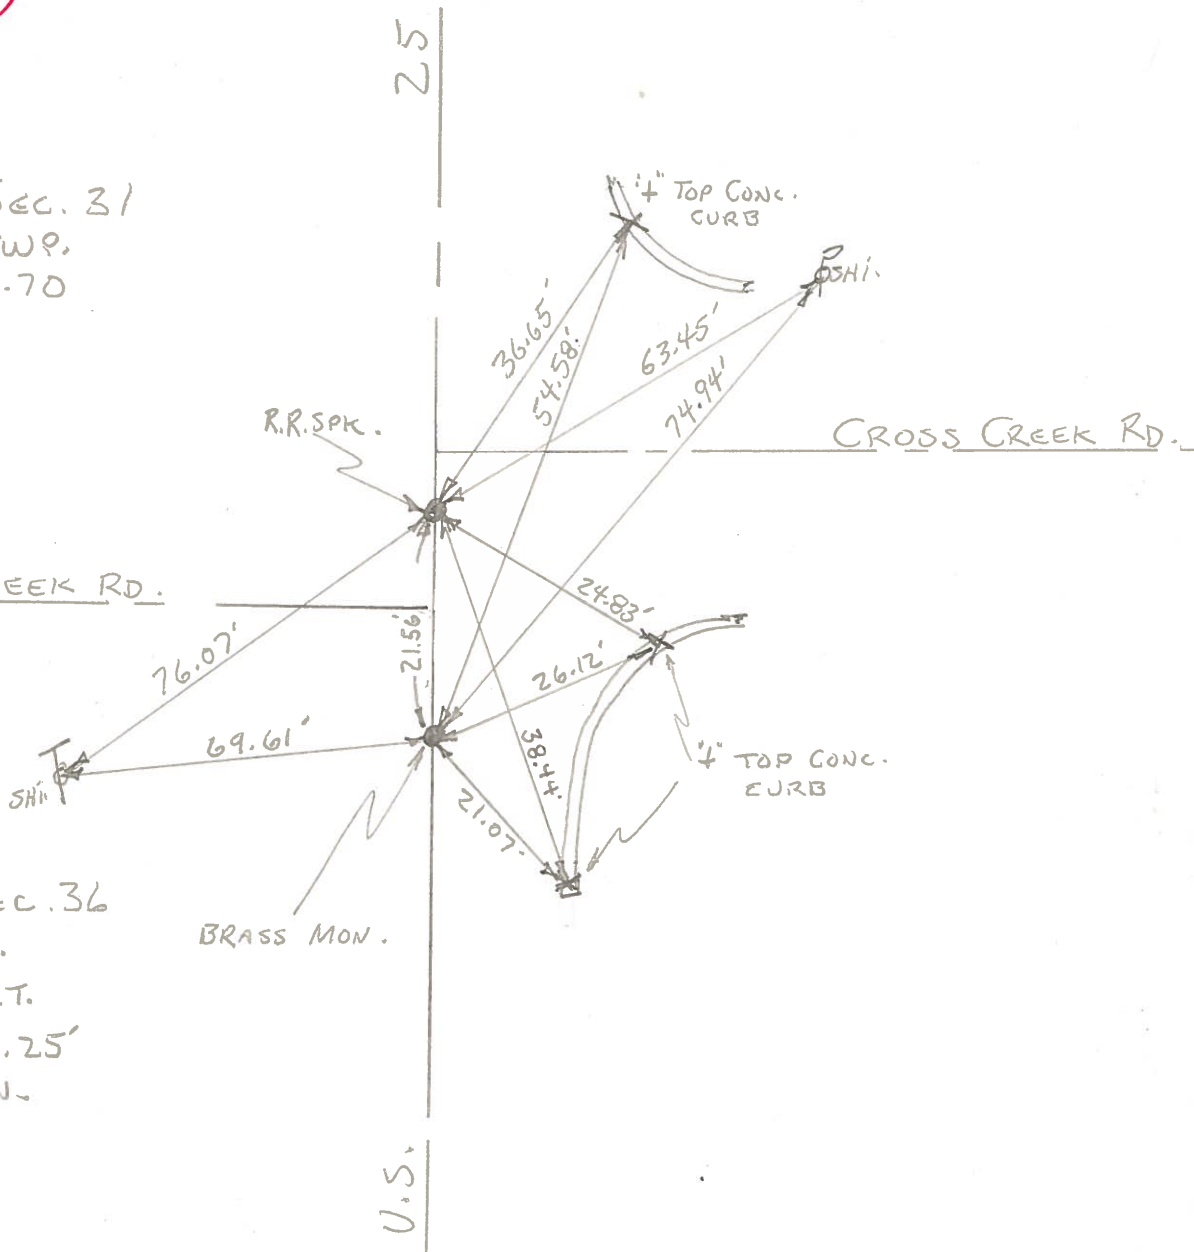 25
SEC. 31
TWP.
.70
"+" TOP CONC.
CURB
SHI.
36.65'
54.58'
63.45'
74.94'
R.R. SPK.
CROSS CREEK RD.
EEK RD.
24.83'
21.56'
76.07'
26.12'
69.61'
38.44'
"+" TOP CONC.
CURB
SHI.
21.07'
EC. 36
BRASS MON.
.T.
.25'
N.
U.S.